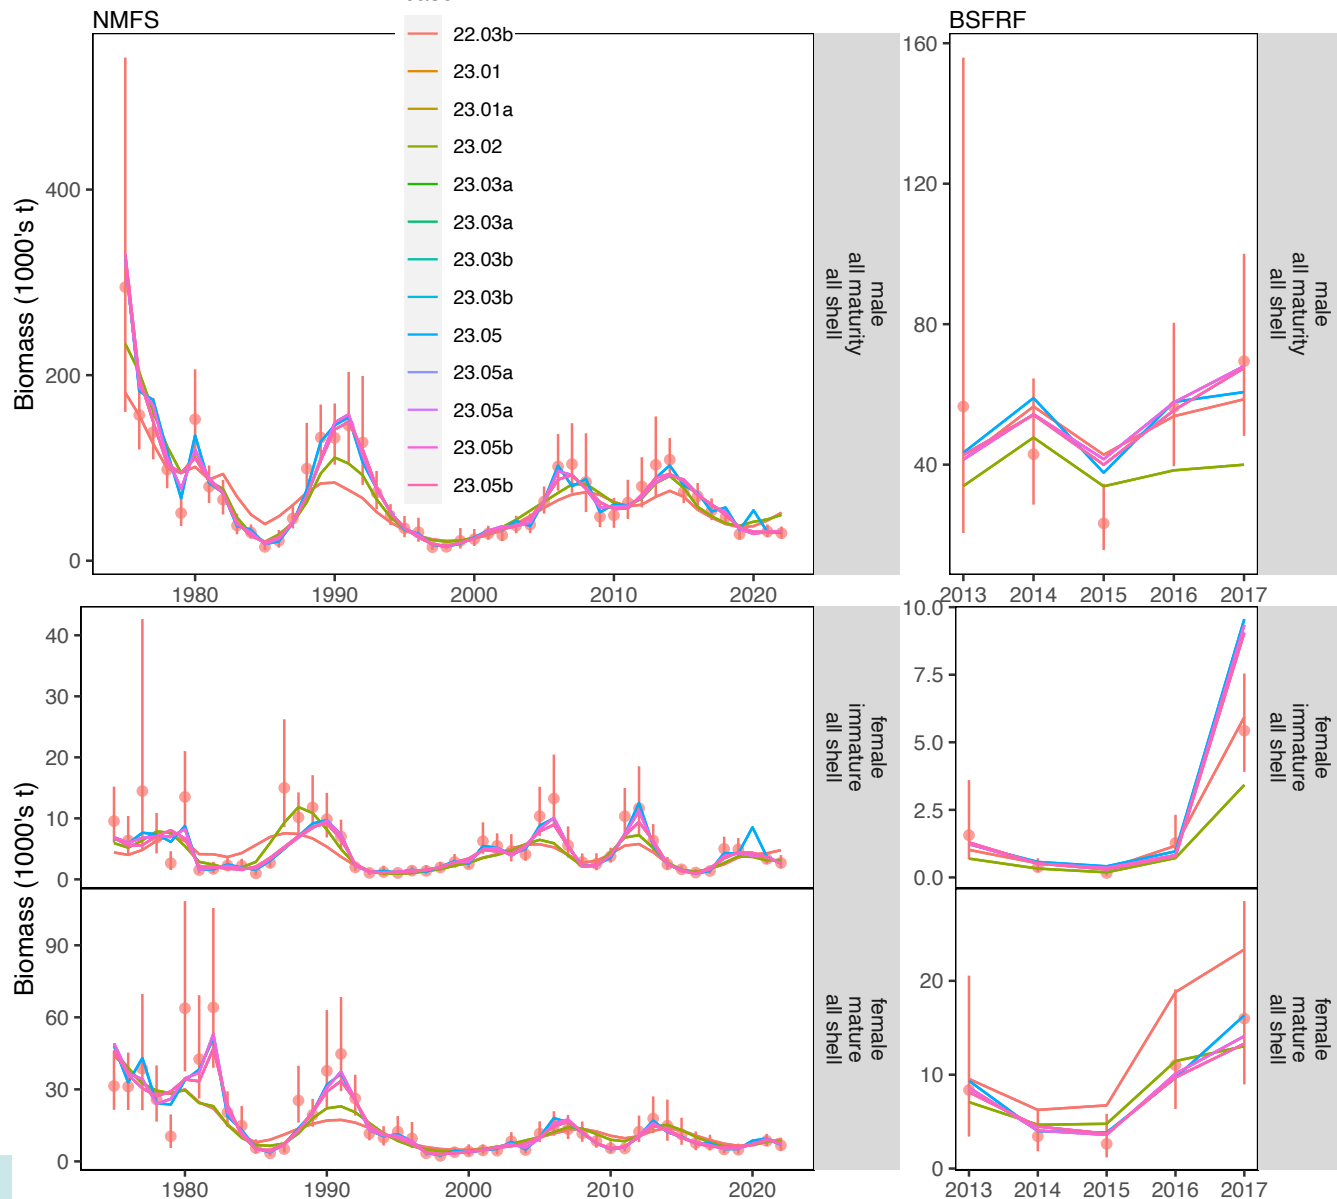 NMFS
BSFRF
22.03b
23.01
23.01a
23.02
23.03a
23.03a
23.03b
23.03b
23.05
23.05a
23.05a
23.05b
23.05b
Biomass (1000's t)
400
200
0
1980
1990
2000
2010
2020
male
all maturity
all shell
160
120
80
40
2013
2014
2015
2016
2017
male
all maturity
all shell
Biomass (1000's t)
40
30
20
10
0
female
immature
all shell
10.0
7.5
5.0
2.5
0.0
female
immature
all shell
90
60
30
0
1980
1990
2000
2010
2020
female
mature
all shell
20
10
0
2013
2014
2015
2016
2017
female
mature
all shell